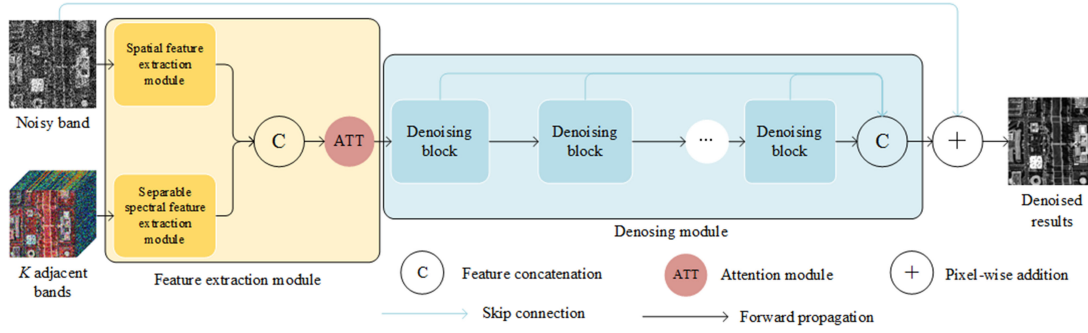 Noisy band
K adjacent
bands
Spatial feature
extraction
module
Separable
spectral feature
extraction
module
C
ATT
Feature extraction module
Denoising
block
Denoising
block
...
Denoising
block
C
Denosing module
+
Denoised
results
C
Feature concatenation
ATT
Attention module
+
Pixel-wise addition
Skip connection
Forward propagation